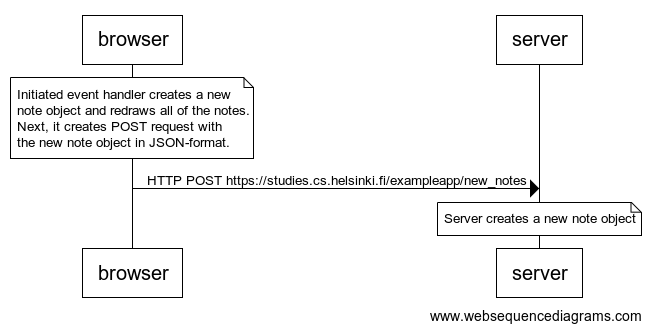 browser
server
Initiated event handler creates a new
note object and redraws all of the notes.
Next, it creates POST request with
the new note object in JSON-format.
HTTP POST https://studies.cs.helsinki.fi/exampleapp/new_notes
Server creates a new note object
browser
server
www.websequencediagrams.com